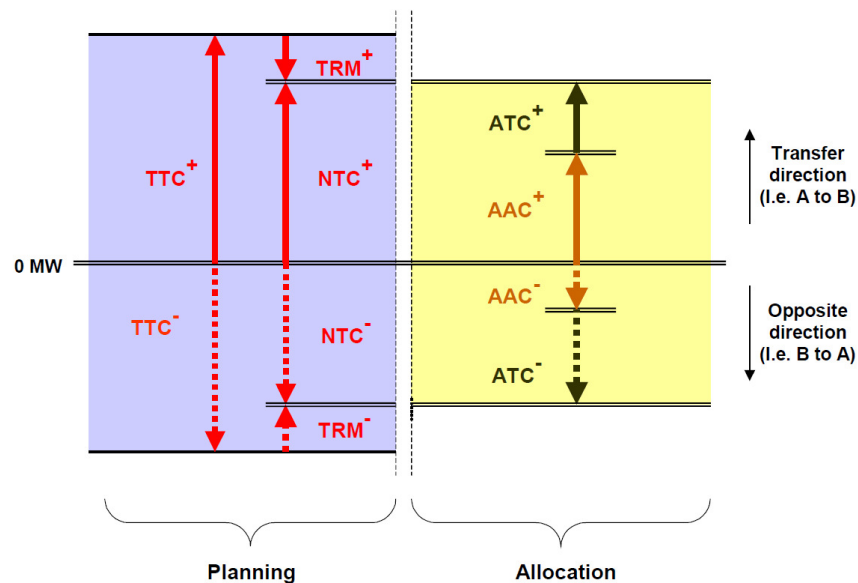 TRM+
ATC+
TTC+
NTC+
AAC+
Transfer
direction
(I.e. A to B)
0 MW
AAC-
TTC-
NTC-
Opposite
direction
(I.e. B to A)
ATC-
TRM-
Planning
Allocation